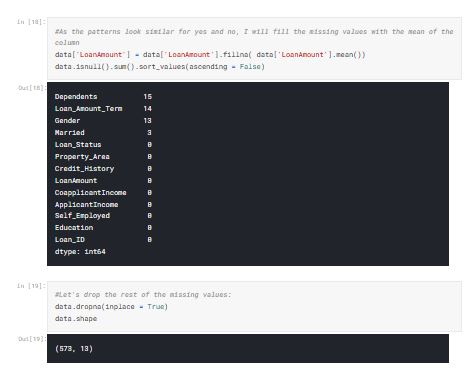 In [18]:
#As the patterns look similar for yes and no, I will fill the missing values with the mean of the
column
data['LoanAmount'] = data['LoanAmount'].fillna( data['LoanAmount'].mean())
data.isnull().sum().sort_values(ascending = False)
Out[18]:
Dependents 15
Loan_Amount_Term 14
Gender 13
Married 3
Loan_Status 0
Property_Area 0
Credit_History 0
LoanAmount 0
CoapplicantIncome 0
ApplicantIncome 0
Self_Employed 0
Education 0
Loan_ID 0
dtype: int64
In [19]:
#Let's drop the rest of the missing values:
data.dropna(inplace = True)
data.shape
Out[19]:
(573, 13)